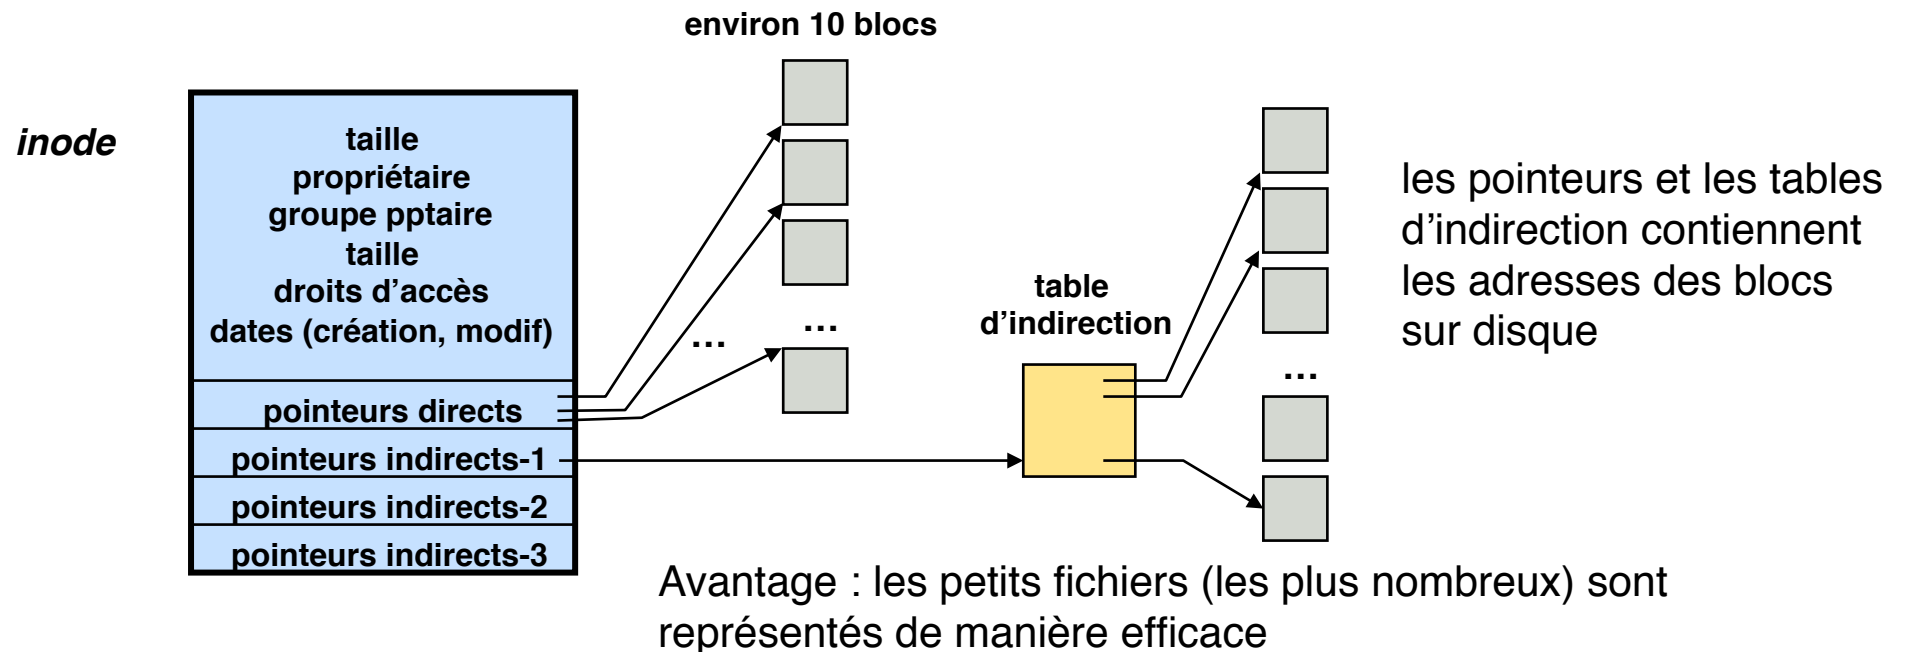 environ 10 blocs
inode
taille
propriétaire
groupe pptaire
taille
droits d'accès
dates (création, modif)
pointeurs directs
pointeurs indirects-1
pointeurs indirects-2
pointeurs indirects-3
...
...
table
d'indirection
...
les pointeurs et les tables
d'indirection contiennent
les adresses des blocs
sur disque
Avantage : les petits fichiers (les plus nombreux) sont
représentés de manière efficace